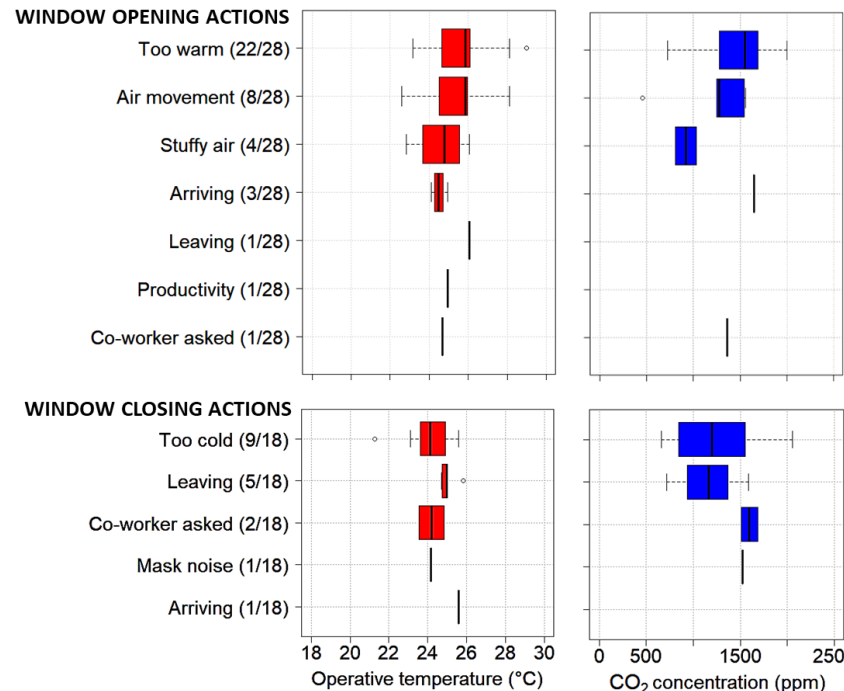 WINDOW OPENING ACTIONS
Too warm (22/28)
Air movement (8/28)
Stuffy air (4/28)
Arriving (3/28)
Leaving (1/28)
Productivity (1/28)
Co-worker asked (1/28)
WINDOW CLOSING ACTIONS
Too cold (9/18)
Leaving (5/18)
Co-worker asked (2/18)
Mask noise (1/18)
Arriving (1/18)
18 20 22 24 26 28 30
Operative temperature (°C)
0 500 1500 250
CO₂ concentration (ppm)